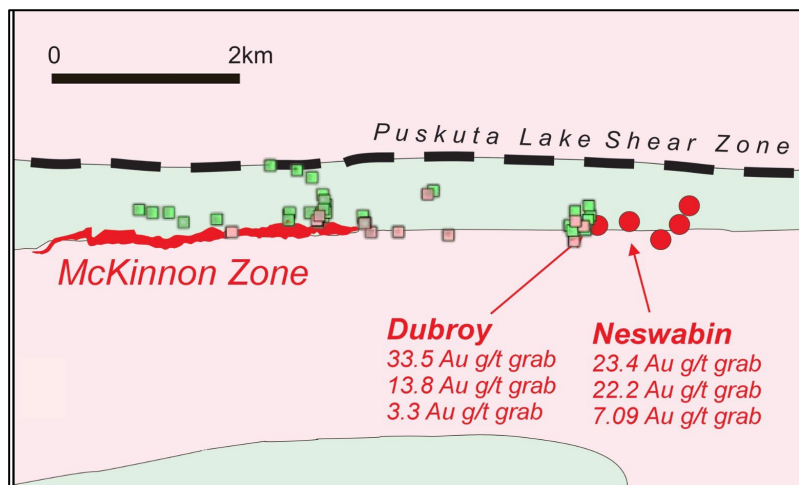 0 2km
Puskuta Lake Shear Zone
McKinnon Zone
Dubroy
33.5 Au g/t grab
13.8 Au g/t grab
3.3 Au g/t grab
Neswabin
23.4 Au g/t grab
22.2 Au g/t grab
7.09 Au g/t grab